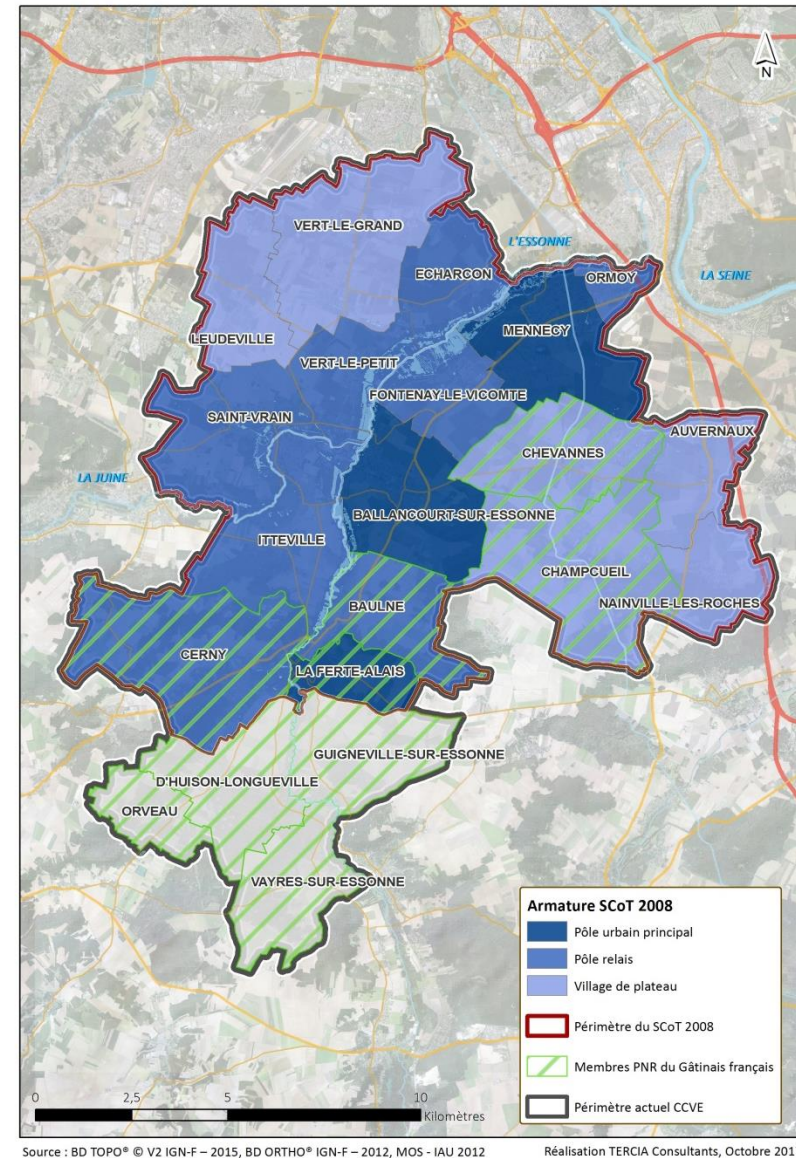 N
VERT-LE-GRAND
L'ESSONNE
ECHARCON
ORMOY
LA SEINE
MENNECY
LEUDEVILLE
VERT-LE-PETIT
FONTENAY-LE-VICOMTE
SAINT-VRAIN
AUVERNAUX
CHEVANNES
LA JUINE
BALLANCOURT-SUR-ESSONNE
ITTEVILLE
CHAMPCUEIL
BAULNE
NAINVILLE-LES-ROCHES
CERNY
LA FERTE-ALAIS
GUIGNEVILLE-SUR-ESSONNE
D'HUISON-LONGUEVILLE
ORVEAU
VAYRES-SUR-ESSONNE
Armature SCoT 2008
Pôle urbain principal
Pôle relais
Village de plateau
Périmètre du SCoT 2008
Membres PNR du Gâtinais français
Périmètre actuel CCVE
0 2,5 5 10
Kilomètres
Source : BD TOPO® © V2 IGN-F – 2015, BD ORTHO® IGN-F – 2012, MOS - IAU 2012
Réalisation TERCIA Consultants, Octobre 201